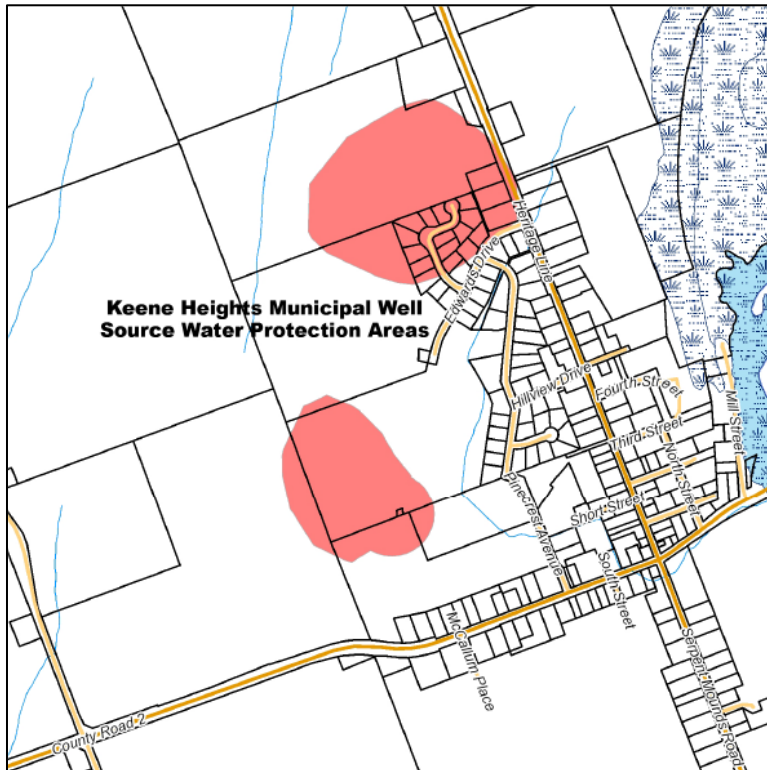 Heritage Line
Edwards Drive
Keene Heights Municipal Well
Source Water Protection Areas
Hillview Drive
Fourth Street
Mill Street
Third Street
North Street
Pinecrest Avenue
Short Street
South Street
McCallum Place
Serpent Mounds Road
County Road 2